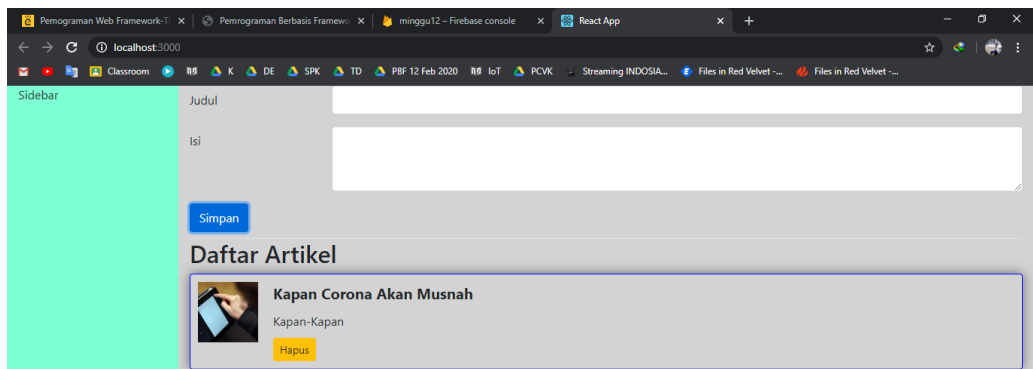 Pemograman Web Framework-TI
Pemrograman Berbasis Framewo
minggu12 – Firebase console
React App
localhost:3000
Classroom
K
DE
SPK
TD
PBF 12 Feb 2020
IoT
PCVK
Streaming INDOSIA...
Files in Red Velvet -...
Files in Red Velvet -...
Sidebar
Judul
Isi
Simpan
Daftar Artikel
Kapan Corona Akan Musnah
Kapan-Kapan
Hapus